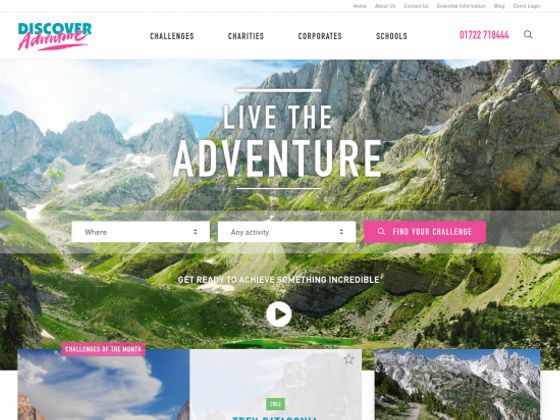 Home About Us Contact Us Essential Information Blog Client Login
DISCOVER
Adventure
CHALLENGES CHARITIES CORPORATES SCHOOLS 01722 718444
LIVE THE
ADVENTURE
Where Any activity FIND YOUR CHALLENGE
GET READY TO ACHIEVE SOMETHING INCREDIBLE
CHALLENGES OF THE MONTH
CHILE
TREK PATAGONIA